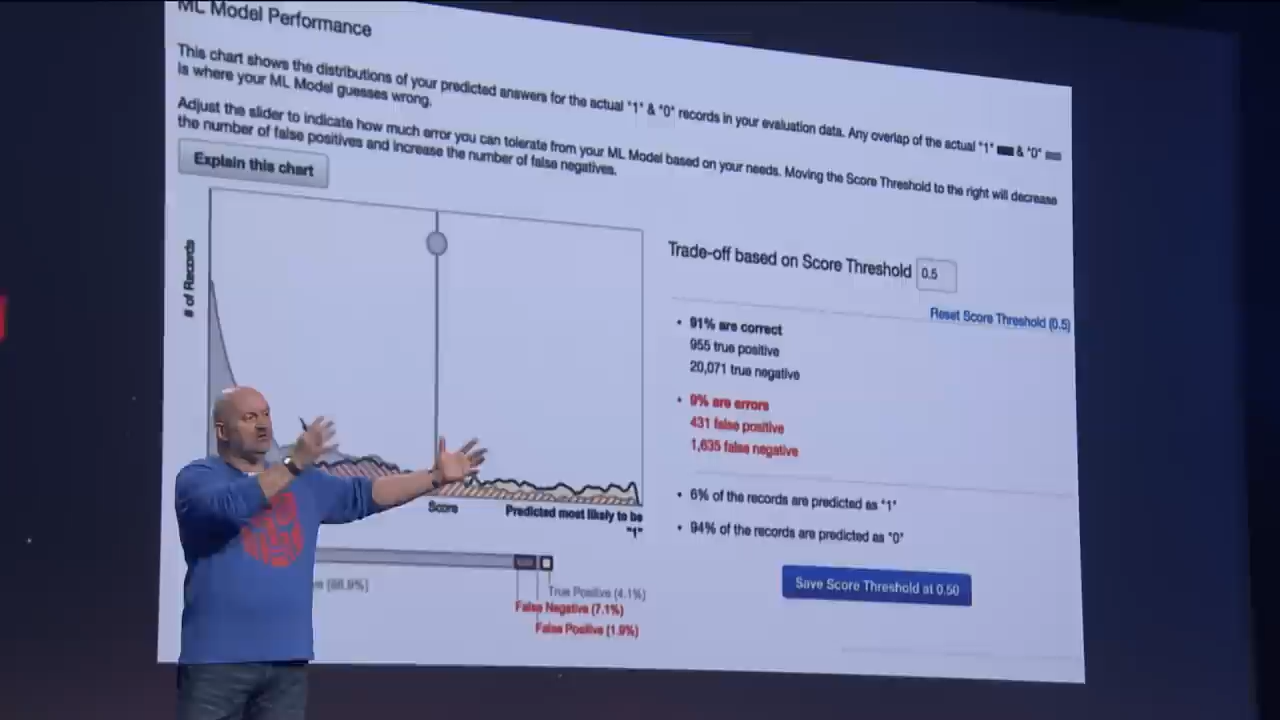 ML Model Performance
This chart shows the distributions of your predicted answers for the actual "1" & "0" records in your evaluation data. Any overlap of the actual "1" & "0"
is where your ML Model guesses wrong.
Adjust the slider to indicate how much error you can tolerate from your ML Model based on your needs. Moving the Score Threshold to the right will decrease
the number of false positives and increase the number of false negatives.
Explain this chart
# of Records
Score
Predicted most likely to be
"1"
True Positive (4.1%)
False Negative (7.1%)
False Positive (1.9%)
Trade-off based on Score Threshold 0.5
Reset Score Threshold (0.5)
• 91% are correct
955 true positive
20,071 true negative
• 9% are errors
431 false positive
1,635 false negative
• 6% of the records are predicted as "1"
• 94% of the records are predicted as "0"
Save Score Threshold at 0.50